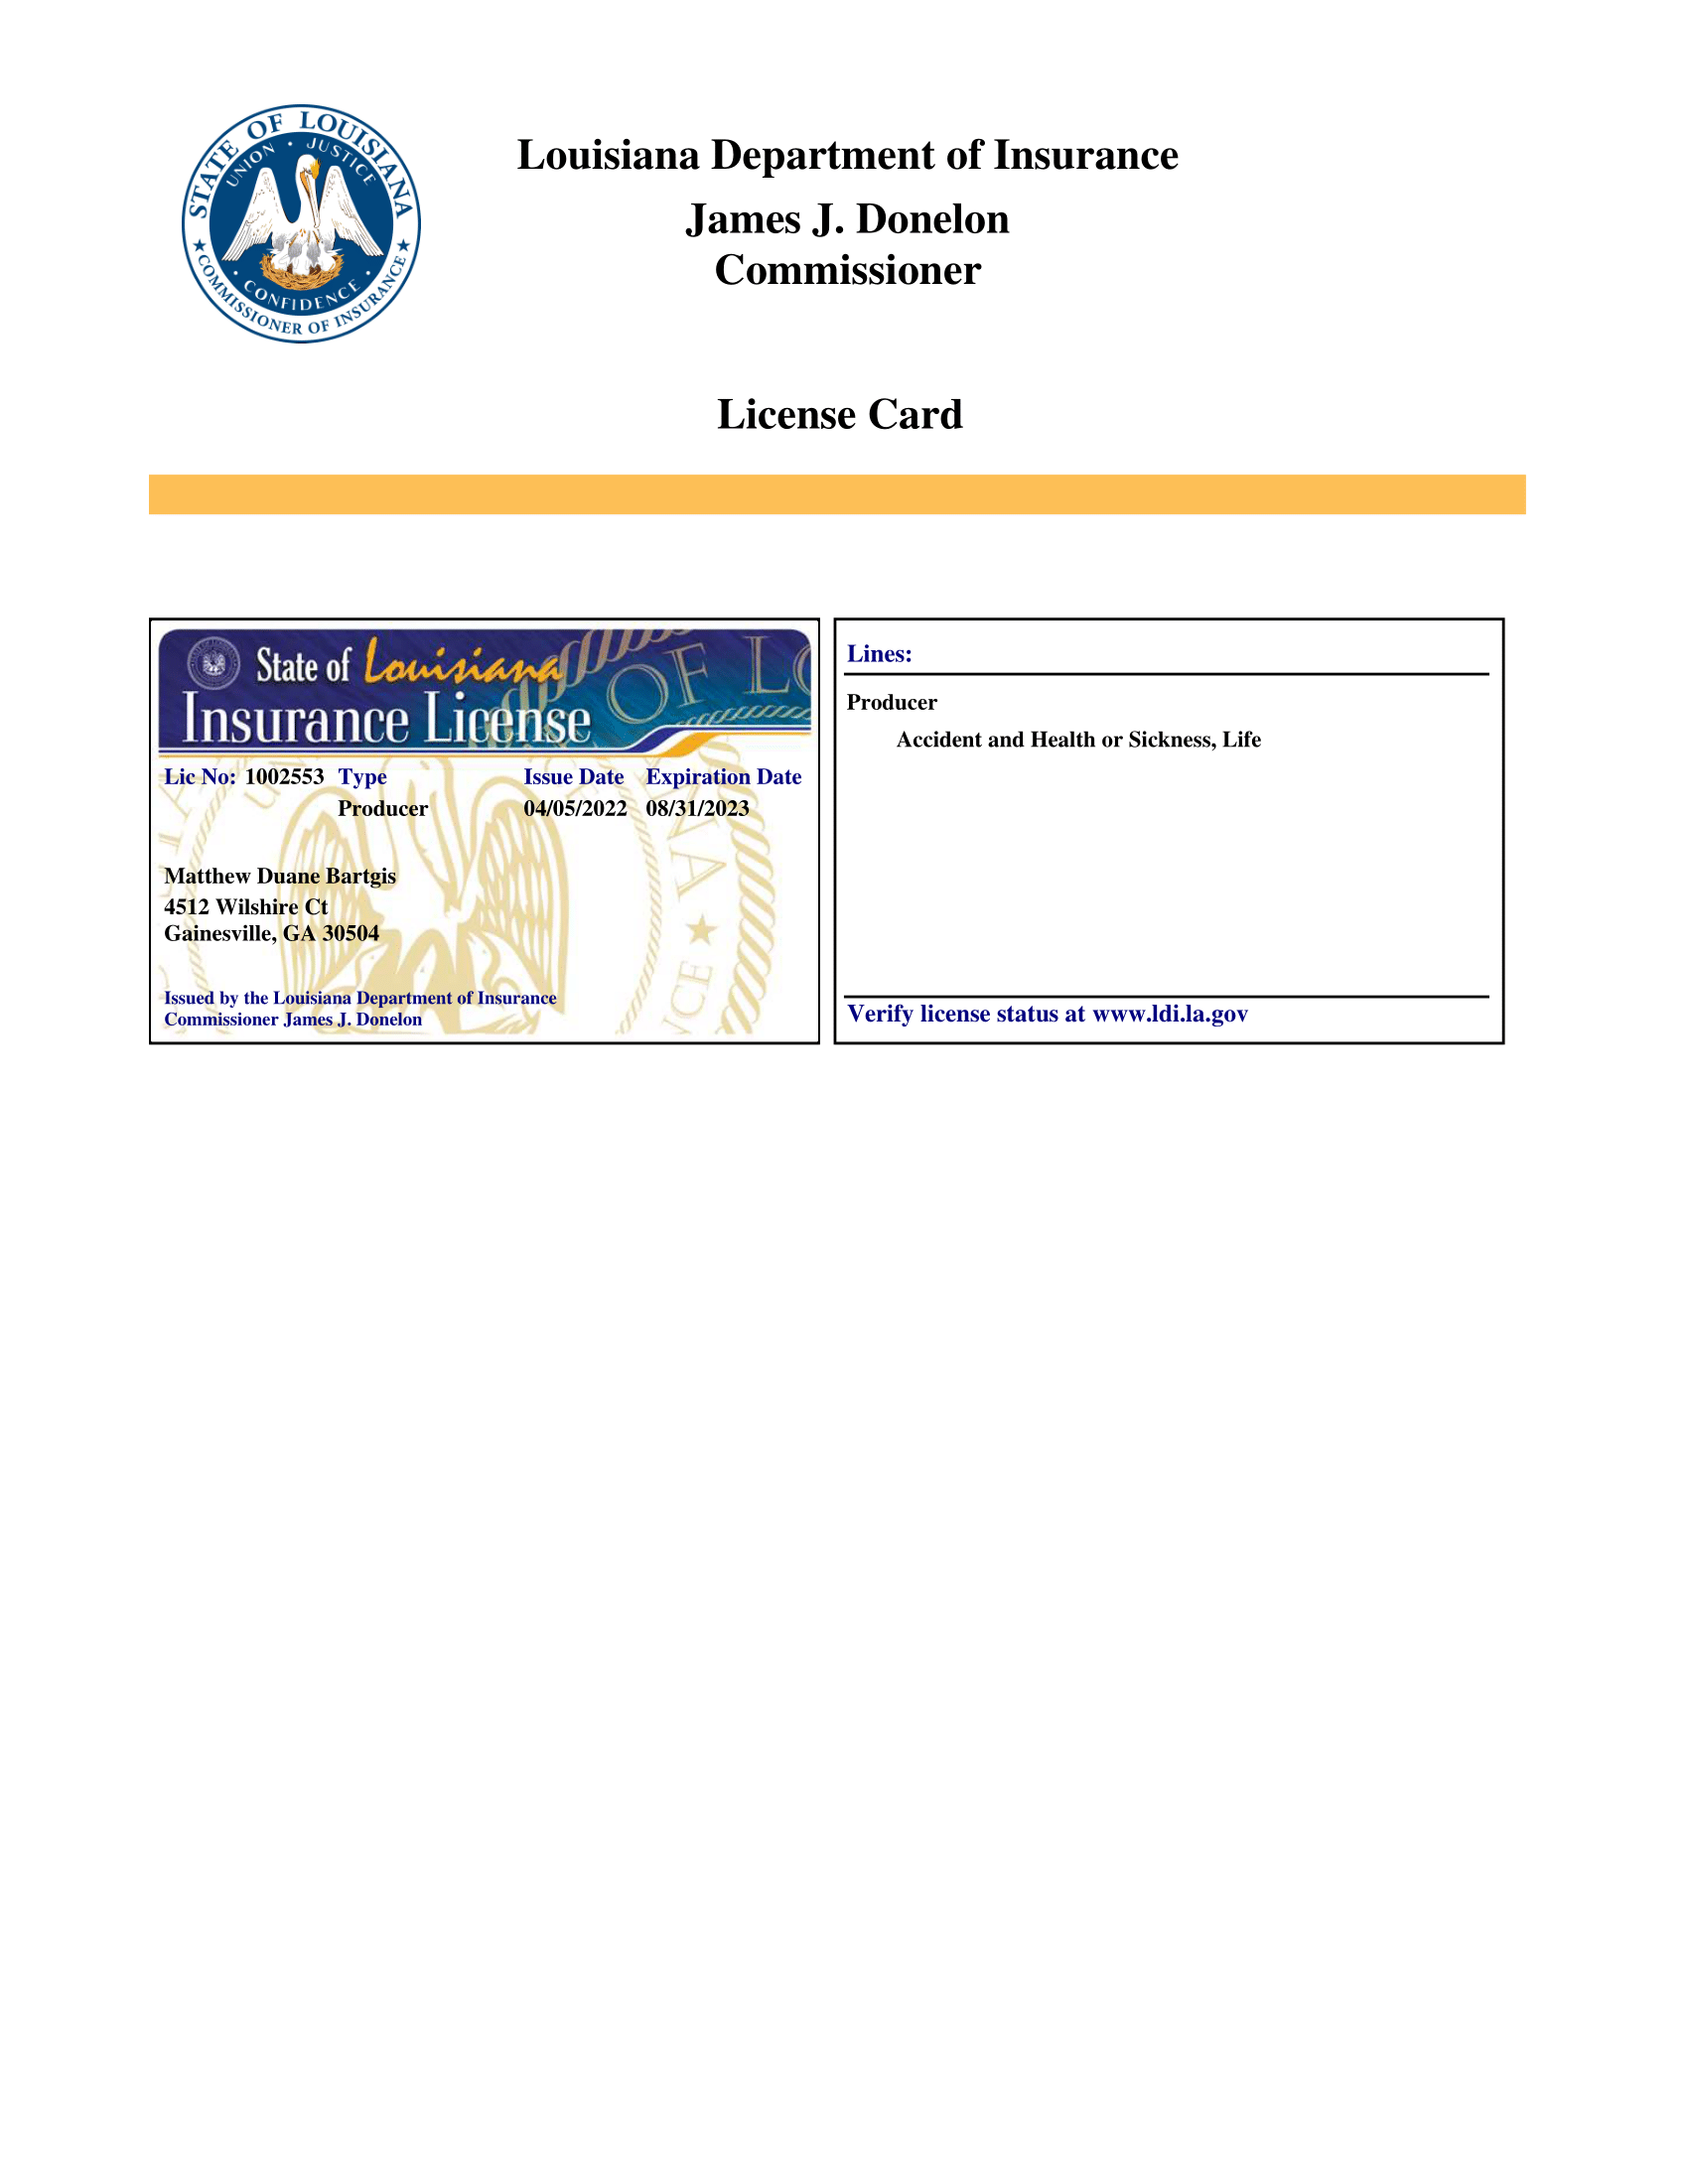 STATE OF LOUISIANA
UNION • JUSTICE
• CONFIDENCE •
★ COMMISSIONER OF INSURANCE ★
Louisiana Department of Insurance
James J. Donelon
Commissioner
License Card
State of Louisiana
Insurance License
OF LO
Lic No: 1002553 Type Issue Date Expiration Date
Producer 04/05/2022 08/31/2023
Matthew Duane Bartgis
4512 Wilshire Ct
Gainesville, GA 30504
Issued by the Louisiana Department of Insurance
Commissioner James J. Donelon
Lines:
Producer
Accident and Health or Sickness, Life
Verify license status at www.ldi.la.gov